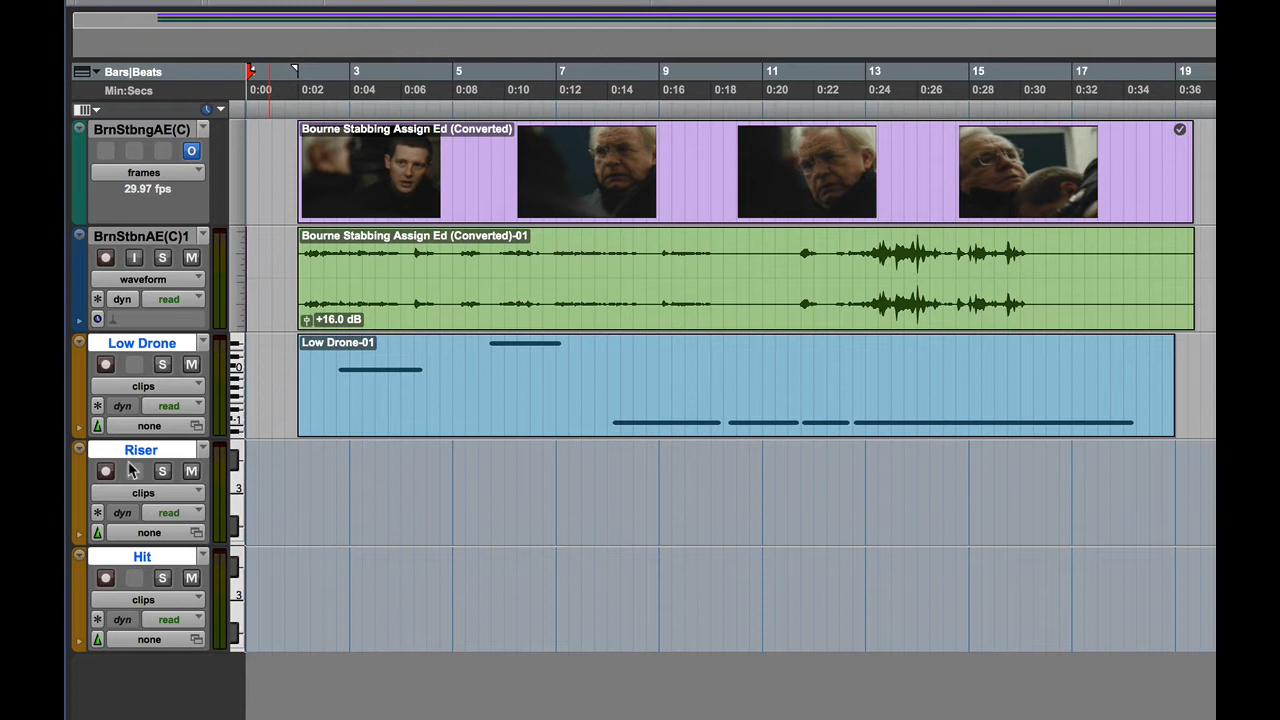 Bars|Beats 3 5 7 9 11 13 15 17 19
Min:Secs 0:00 0:02 0:04 0:06 0:08 0:10 0:12 0:14 0:16 0:18 0:20 0:22 0:24 0:26 0:28 0:30 0:32 0:34 0:36
BrnStbngAE(C) Bourne Stabbing Assign Ed (Converted)
O
frames
29.97 fps
BrnStbnAE(C)1 Bourne Stabbing Assign Ed (Converted)-01
I S M
waveform
* dyn read
+16.0 dB
Low Drone Low Drone-01
S M 0
clips
* dyn read
-1
none
Riser
S M
clips 3
* dyn read
none
Hit
S M
clips 3
* dyn read
none